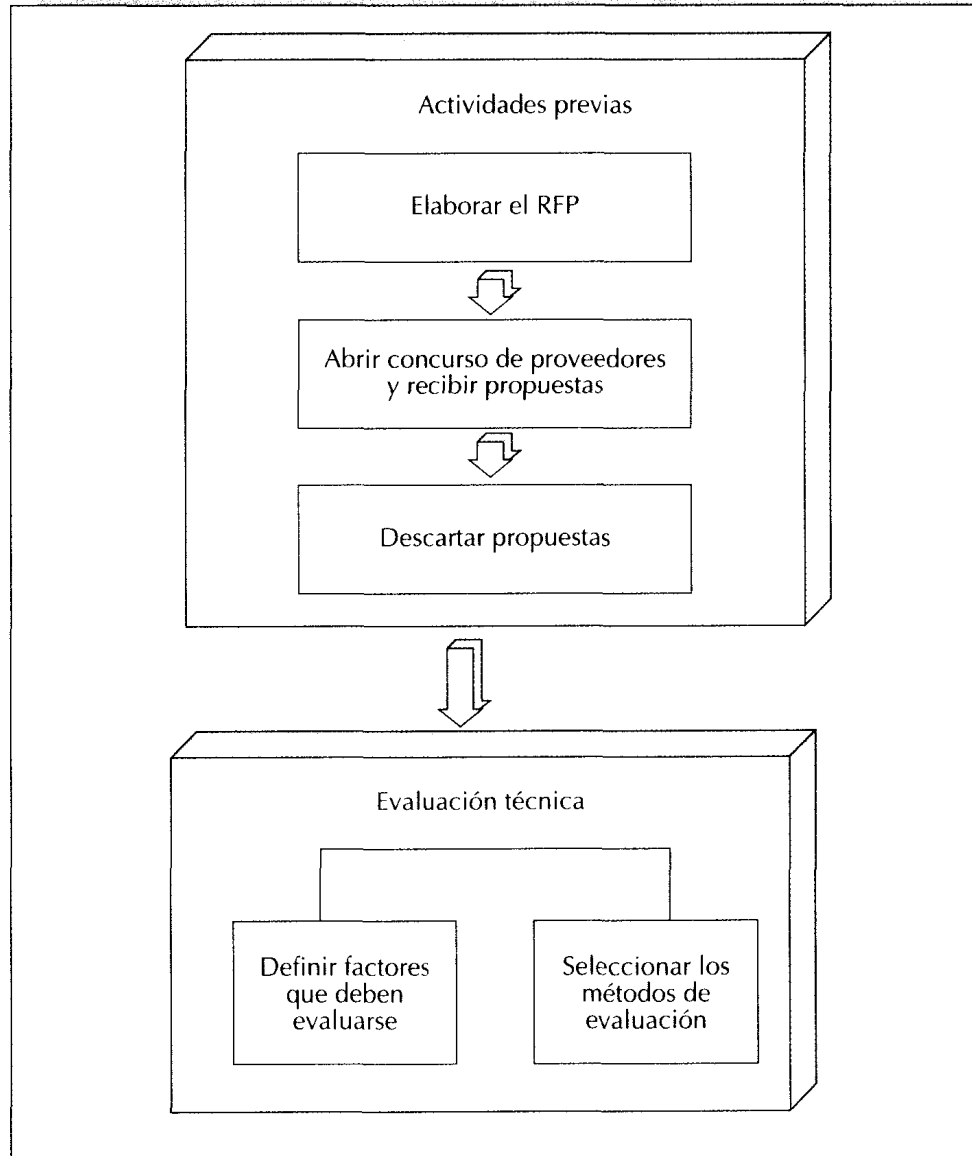 Actividades previas
Elaborar el RFP
Abrir concurso de proveedores
y recibir propuestas
Descartar propuestas
Evaluación técnica
Definir factores
que deben
evaluarse
Seleccionar los
métodos de
evaluación